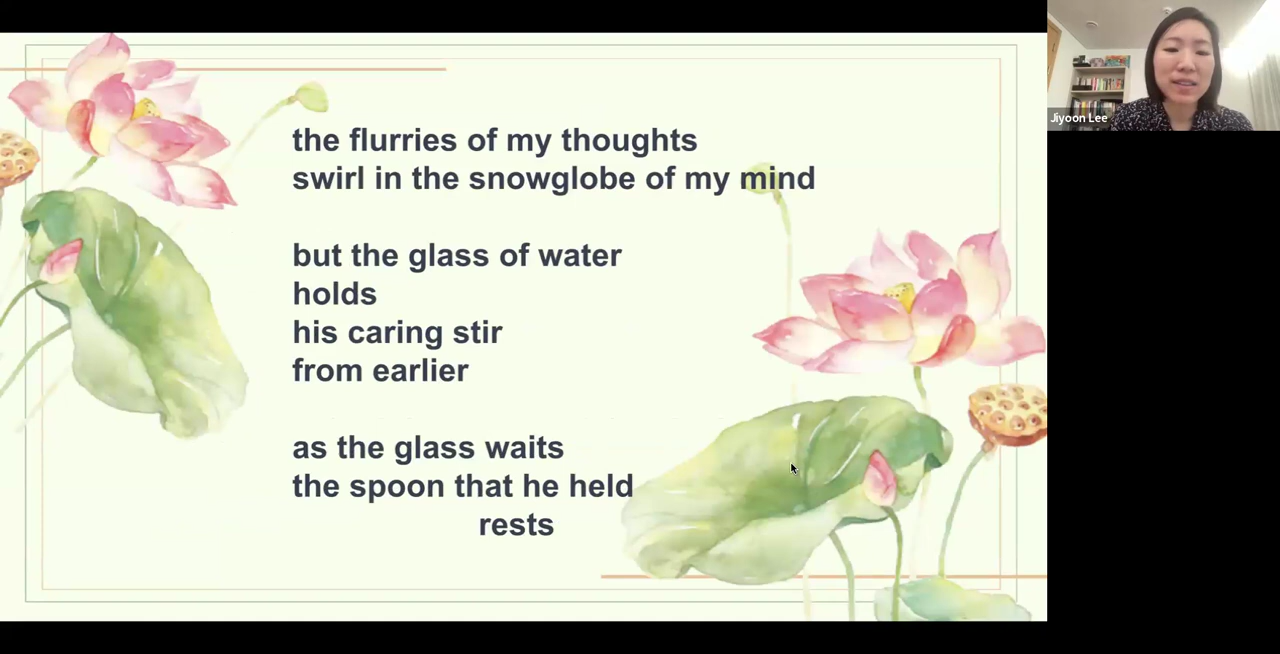 the flurries of my thoughts
swirl in the snowglobe of my mind
but the glass of water
holds
his caring stir
from earlier
as the glass waits
the spoon that he held
rests
Jiyoon Lee